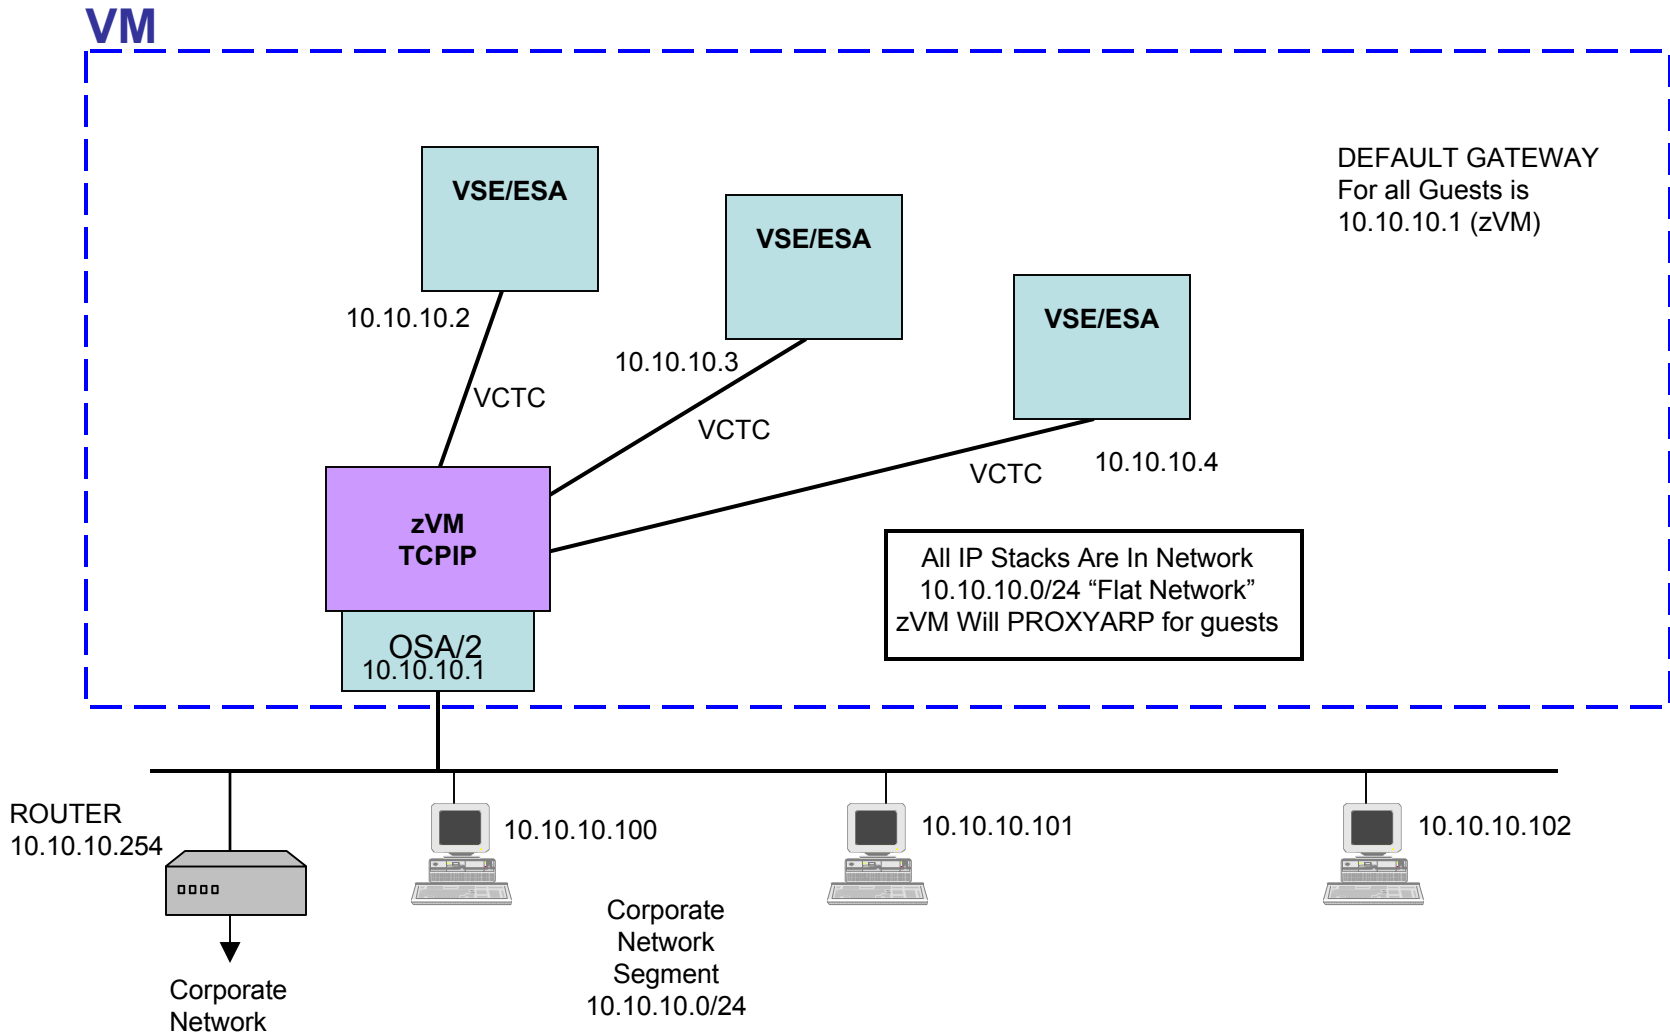 VM
VSE/ESA
VSE/ESA
VSE/ESA
DEFAULT GATEWAY
For all Guests is
10.10.10.1 (zVM)
10.10.10.2
10.10.10.3
10.10.10.4
VCTC
VCTC
VCTC
zVM
TCPIP
OSA/2
10.10.10.1
All IP Stacks Are In Network
10.10.10.0/24 “Flat Network”
zVM Will PROXYARP for guests
ROUTER
10.10.10.254
10.10.10.100
10.10.10.101
10.10.10.102
Corporate
Network
Segment
10.10.10.0/24
Corporate
Network